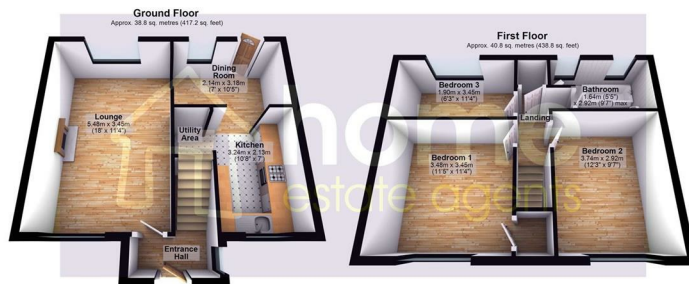 Ground Floor
Approx. 38.8 sq. metres (417.2 sq. feet)
Dining
Room
2.14m x 3.18m
(7' x 10'5")
Lounge
5.48m x 3.45m
(18' x 11'4")
Utility
Area
Kitchen
3.24m x 2.13m
(10'8" x 7')
Entrance
Hall
First Floor
Approx. 40.8 sq. metres (438.8 sq. feet)
Bedroom 3
1.90m x 3.45m
(6'3" x 11'4")
Bathroom
1.64m (5'5")
x 2.92m (9'7") max
Landing
Bedroom 1
3.48m x 3.45m
(11'5" x 11'4")
Bedroom 2
3.74m x 2.92m
(12'3" x 9'7")
home
estate agents